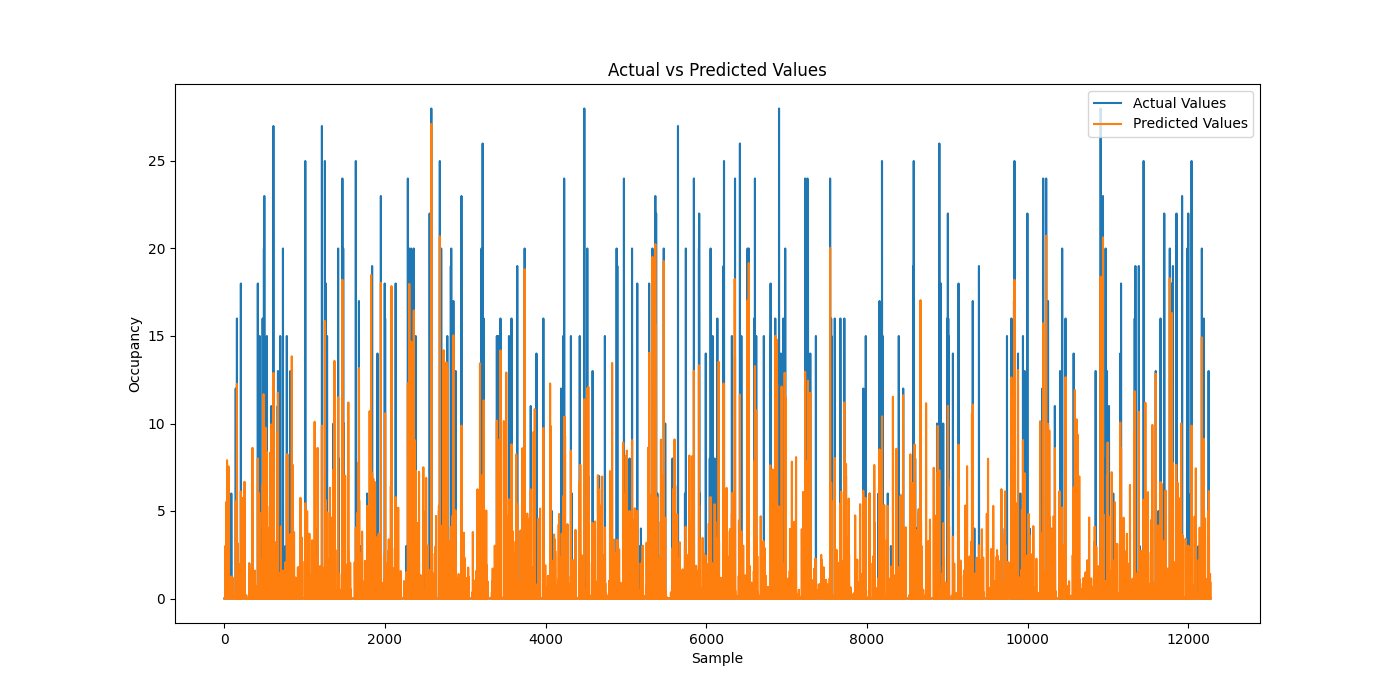 Actual vs Predicted Values
Actual Values
Predicted Values
25
20
15
10
5
0
Occupancy
0 2000 4000 6000 8000 10000 12000
Sample